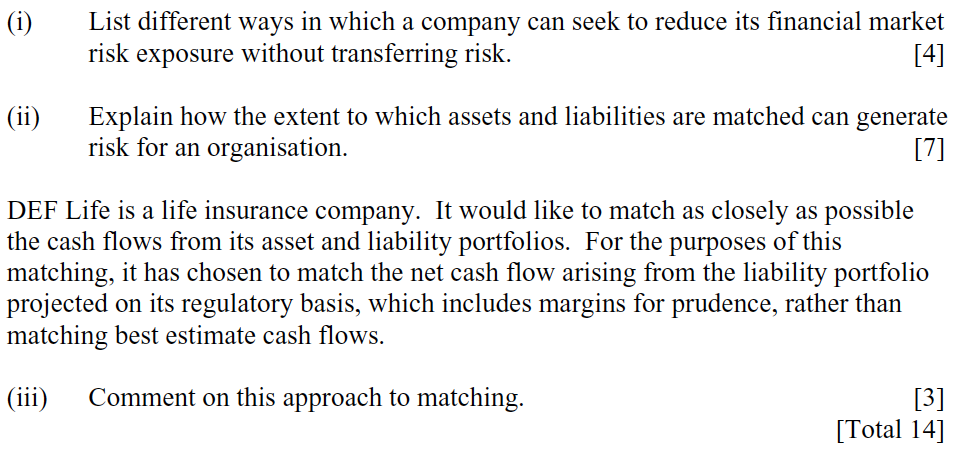 (i) List different ways in which a company can seek to reduce its financial market
risk exposure without transferring risk. [4]
(ii) Explain how the extent to which assets and liabilities are matched can generate
risk for an organisation. [7]
DEF Life is a life insurance company. It would like to match as closely as possible
the cash flows from its asset and liability portfolios. For the purposes of this
matching, it has chosen to match the net cash flow arising from the liability portfolio
projected on its regulatory basis, which includes margins for prudence, rather than
matching best estimate cash flows.
(iii) Comment on this approach to matching. [3]
[Total 14]